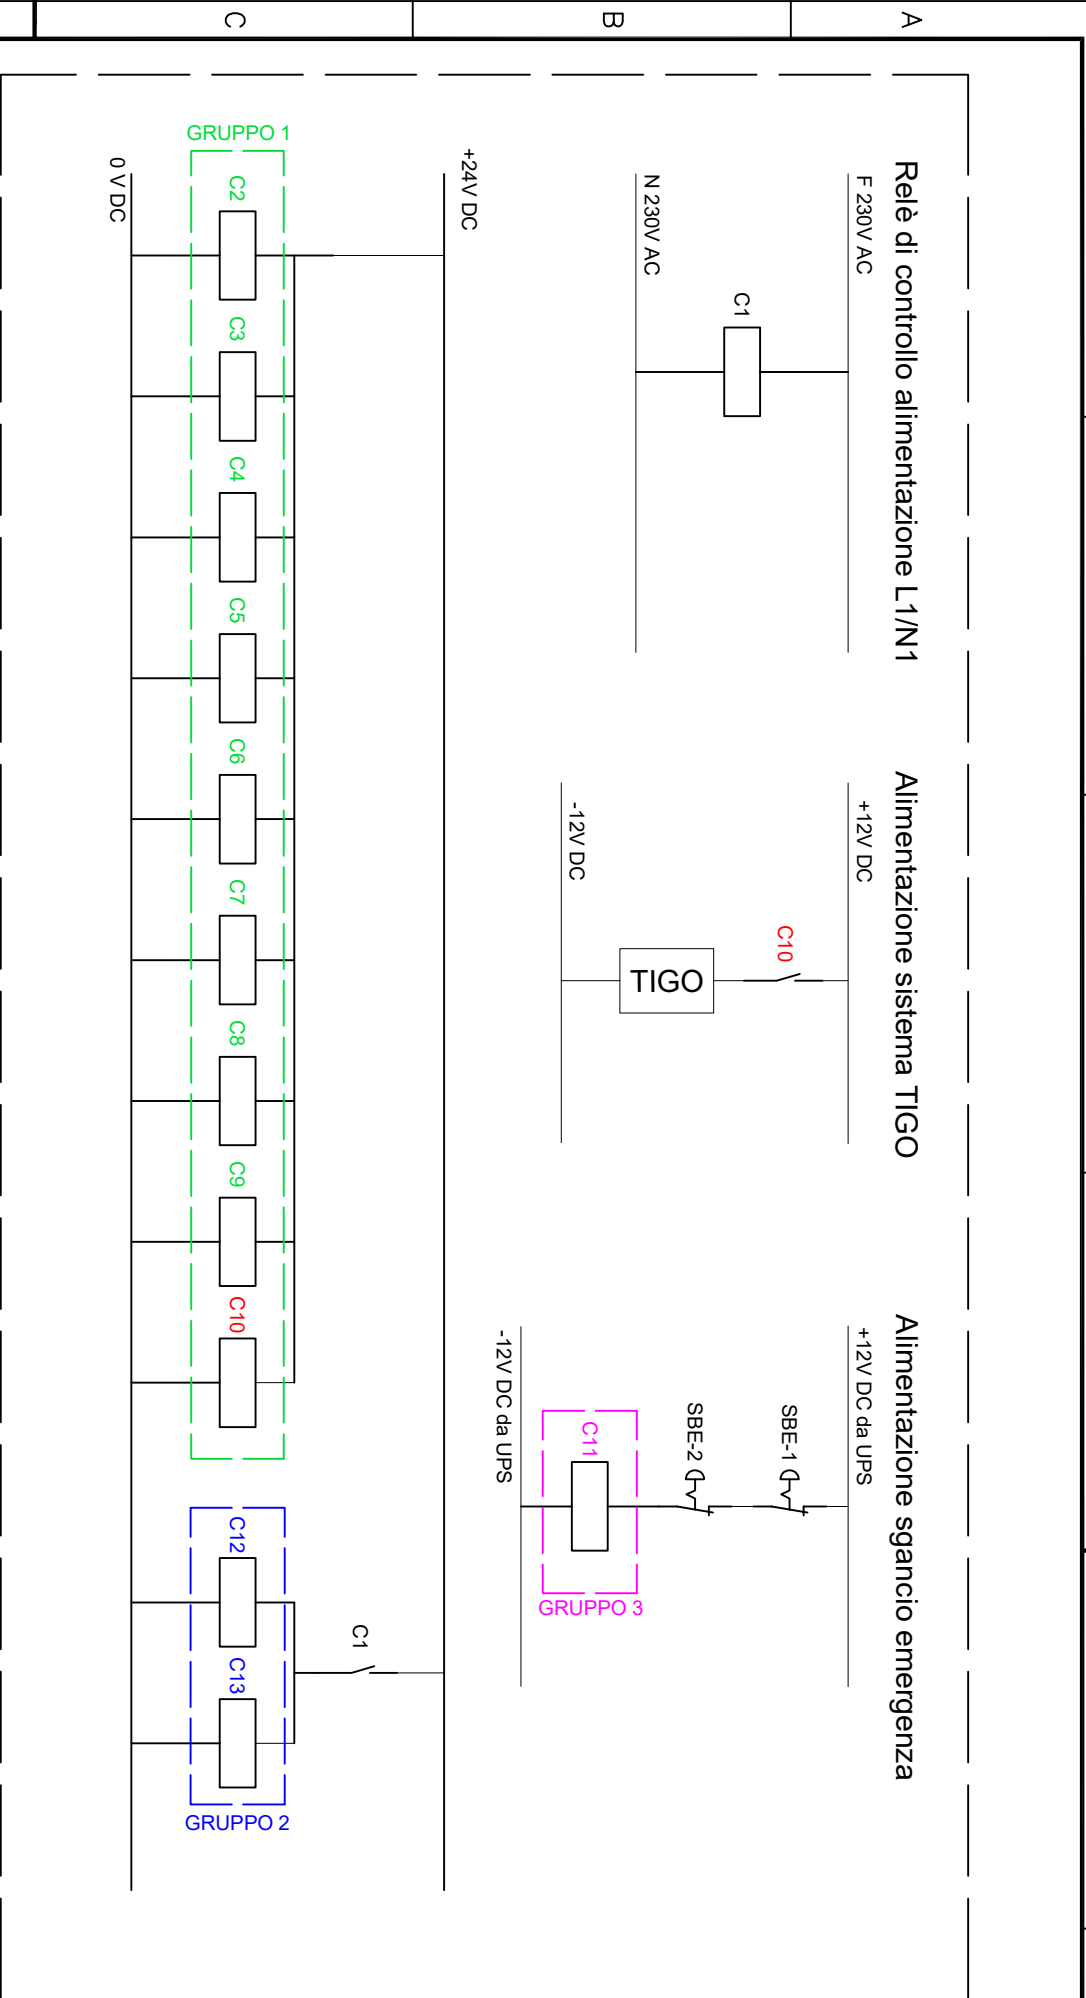 A
B
C
Relè di controllo alimentazione L1/N1
F 230V AC
C1
N 230V AC
Alimentazione sistema TIGO
+12V DC
C10
TIGO
-12V DC
Alimentazione sgancio emergenza
+12V DC da UPS
SBE-1
SBE-2
C11
GRUPPO 3
-12V DC da UPS
+24V DC
C1
GRUPPO 1
C2
C3
C4
C5
C6
C7
C8
C9
C10
C12
C13
GRUPPO 2
0 V DC